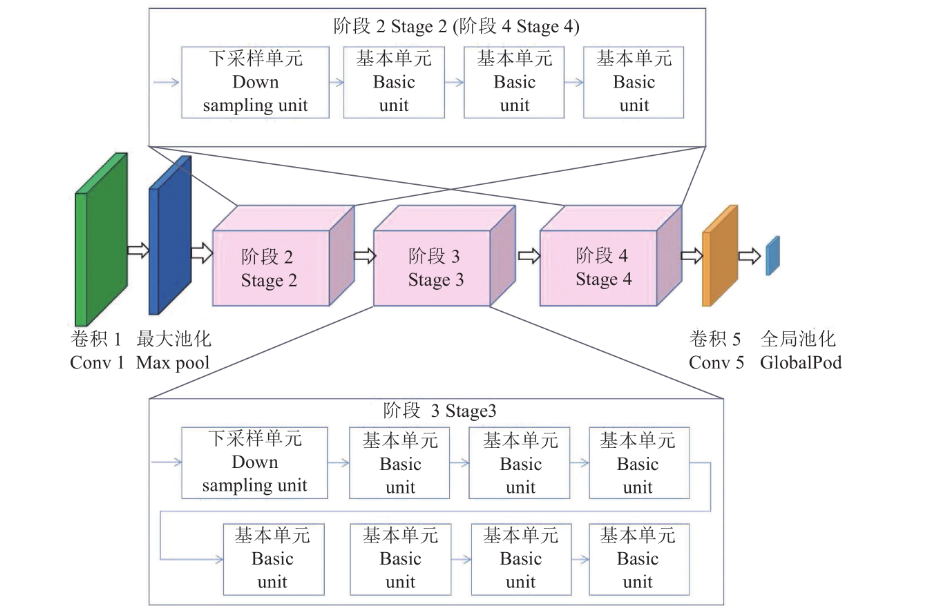 阶段 2 Stage 2 (阶段 4 Stage 4)
下采样单元
Down
sampling unit
基本单元
Basic
unit
基本单元
Basic
unit
基本单元
Basic
unit
阶段 2
Stage 2
阶段 3
Stage 3
阶段 4
Stage 4
卷积 1
Conv 1
最大池化
Max pool
卷积 5
Conv 5
全局池化
GlobalPod
阶段 3 Stage3
下采样单元
Down
sampling unit
基本单元
Basic
unit
基本单元
Basic
unit
基本单元
Basic
unit
基本单元
Basic
unit
基本单元
Basic
unit
基本单元
Basic
unit
基本单元
Basic
unit